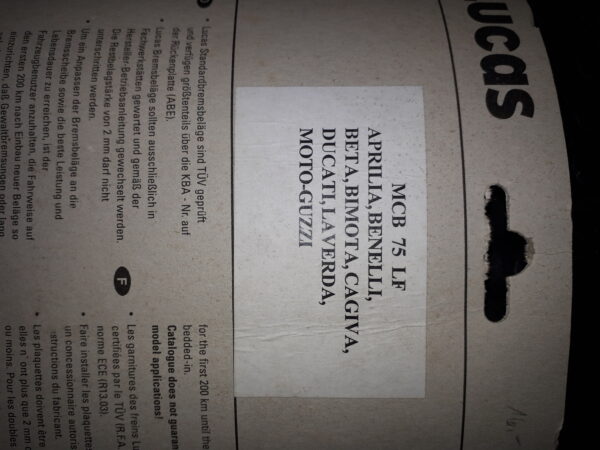 Lucas
MCB 75 LF
APRILIA, BENELLI,
BETA, BIMOTA, CAGIVA,
DUCATI, LAVERDA,
MOTO-GUZZI
• Lucas Standardbremsbeläge sind TÜV geprüft
und verfügen größtenteils über die KBA - Nr. auf
der Rückenplatte (ABE).
• Lucas Bremsbeläge sollten ausschließlich in
Fachwerkstätten gewartet und gemäß der
Hersteller-Betriebsanleitung gewechselt werden.
Die Restbelagstärke von 2 mm darf nicht
unterschritten werden.
• Um ein Anpassen der Bremsbeläge an die
Bremsscheibe sowie die beste Leistung und
Lebensdauer zu erreichen, ist der
Fahrzeugbenutzer anzuhalten, die Fahrweise auf
den ersten 200 km nach Einbau neuer Beläge so
einzurichten, daß Gewaltbremsungen oder lang
for the first 200 km until the
bedded-in.
Catalogue does not guaran
model applications!
F
• Les garnitures des freins Lu
certifiées par le TÜV (R.F.A.
norme ECE (R13.03).
• Faire installer les plaquette
un concessionnaire autoris
structions du fabricant.
• Les plaquettes doivent être
elles n'ont plus que 2 mm d
ou moins. Pour les doubles